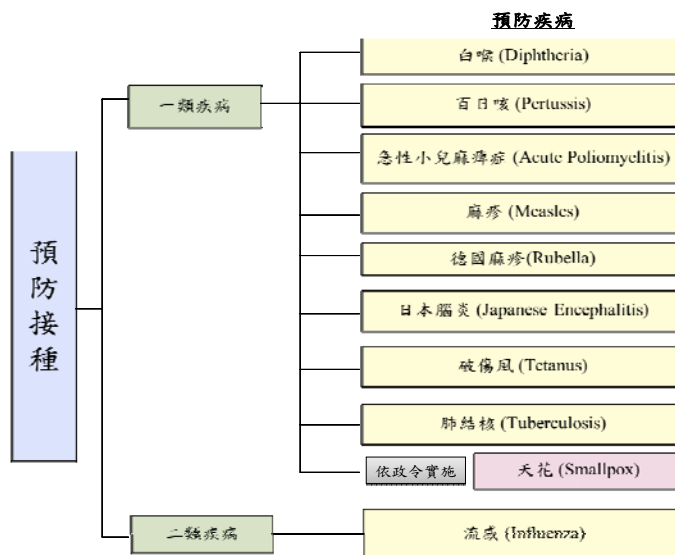 預防疾病
白喉 (Diphtheria)
一類疾病
百日咳 (Pertussis)
急性小兒麻痺症 (Acute Poliomyelitis)
麻疹 (Measles)
德國麻疹(Rubella)
預防接種
日本腦炎 (Japanese Encephalitis)
破傷風 (Tetanus)
肺結核 (Tuberculosis)
依政令實施
天花 (Smallpox)
二類疾病
流感 (Influenza)